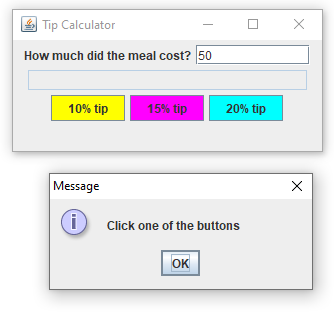 Tip Calculator
How much did the meal cost? 50
10% tip 15% tip 20% tip
Message
Click one of the buttons
OK